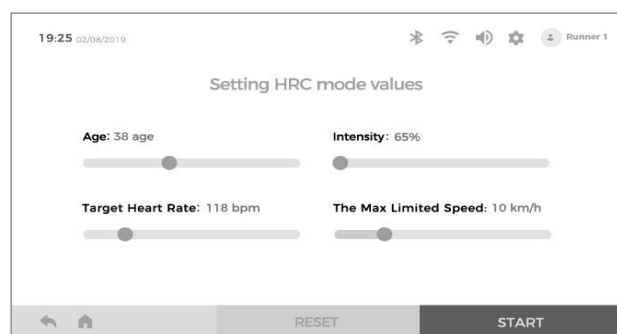 19:25 02/08/2019 Runner 1
Setting HRC mode values
Age: 38 age Intensity: 65%
Target Heart Rate: 118 bpm The Max Limited Speed: 10 km/h
RESET START